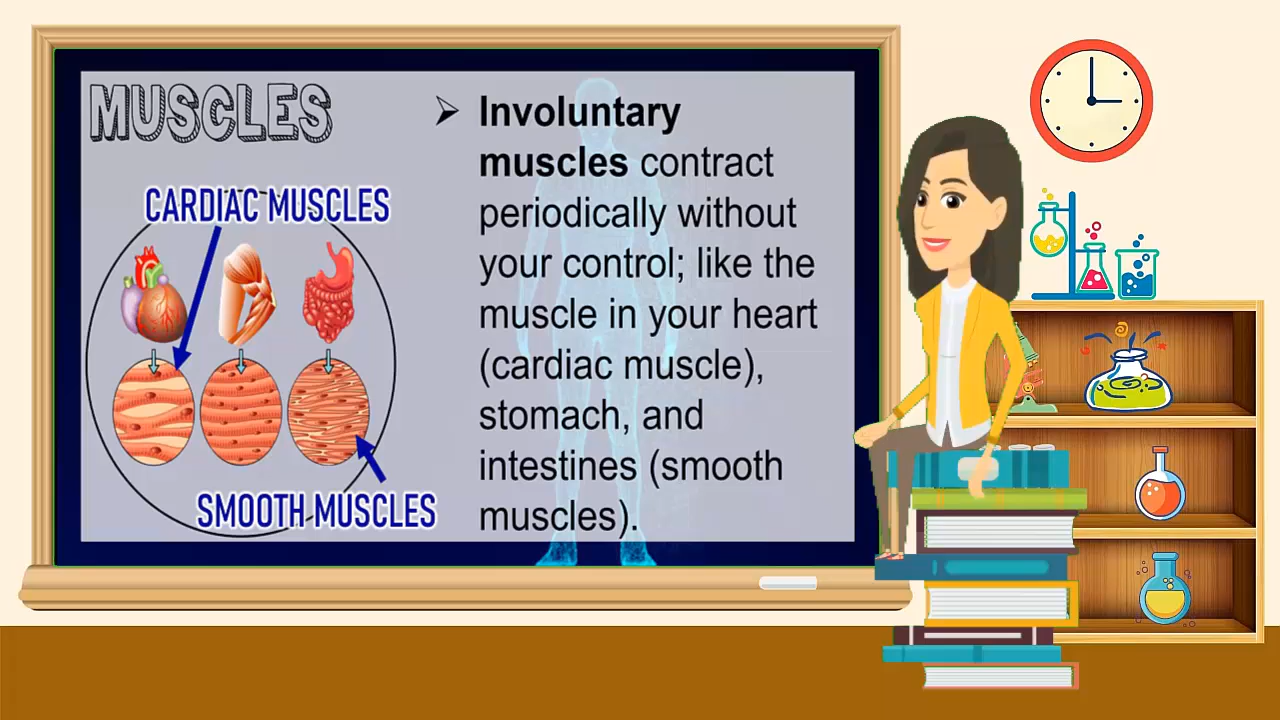 MUSCLES
CARDIAC MUSCLES
SMOOTH MUSCLES
➢ Involuntary
muscles contract
periodically without
your control; like the
muscle in your heart
(cardiac muscle),
stomach, and
intestines (smooth
muscles).